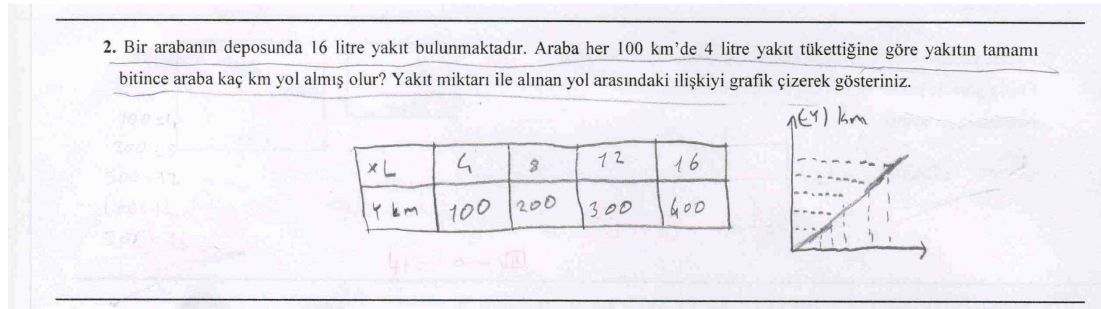 2. Bir arabanın deposunda 16 litre yakıt bulunmaktadır. Araba her 100 km'de 4 litre yakıt tükettiğine göre yakıtın tamamı
bitince araba kaç km yol almış olur? Yakıt miktarı ile alınan yol arasındaki ilişkiyi grafik çizerek gösteriniz.
(Y) km
x L 4 8 12 16
Y km 100 200 300 400